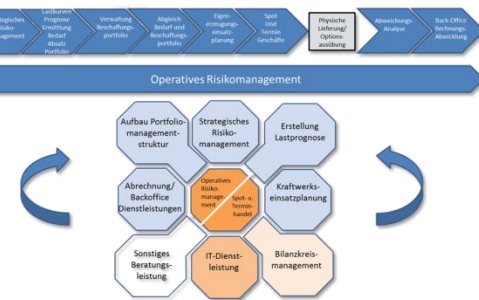 tegisches
Risiko-
nagement
Lastkurven
Prognose
Ermittlung
Bedarf
Absatz
Portfolio
Verwaltung
Beschaffungs-
portfolio
Abgleich
Bedarf und
Beschaffungs-
portfolio
Eigen-
erzeugungs-
einsatz-
planung
Spot
Und
Termin
Geschäfte
Physische
Lieferung/
Options-
ausübung
Abweichungs-
Analyse
Back-Office
Rechnungs-
Abwicklung
Operatives Risikomanagement
Aufbau Portfolio-
management-
struktur
Strategisches
Risiko-
management
Erstellung
Lastprognose
Abrechnung/
Backoffice
Dienstleistungen
Operatives
Risiko-
manage-
ment
Spot- u.
Termin-
handel
Kraftwerks-
einsatzplanung
Sonstiges
Beratungs-
leistung
IT-Dienst-
leistung
Bilanzkreis-
management